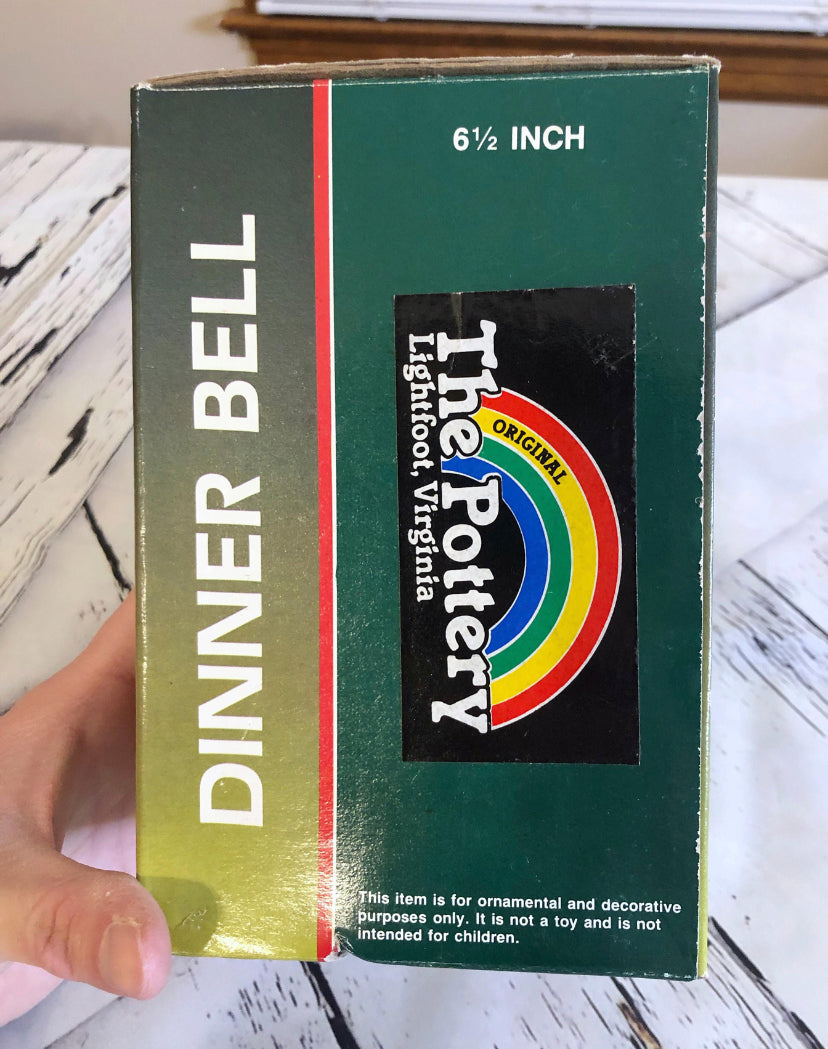 6½ INCH
DINNER BELL
ORIGINAL
The Pottery
Lightfoot, Virginia
This item is for ornamental and decorative
purposes only. It is not a toy and is not
intended for children.